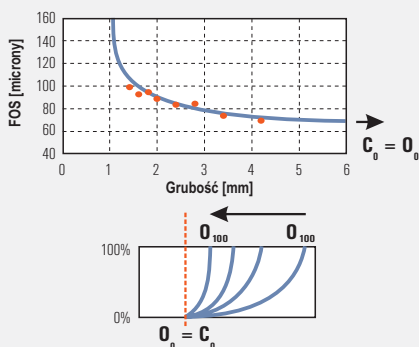 160
140
120
100
80
60
40
FOS [microny]
0 1 2 3 4 5 6
Grubość [mm]
C₀ = O₀
O₁₀₀ O₁₀₀
100%
0%
O₀ = C₀